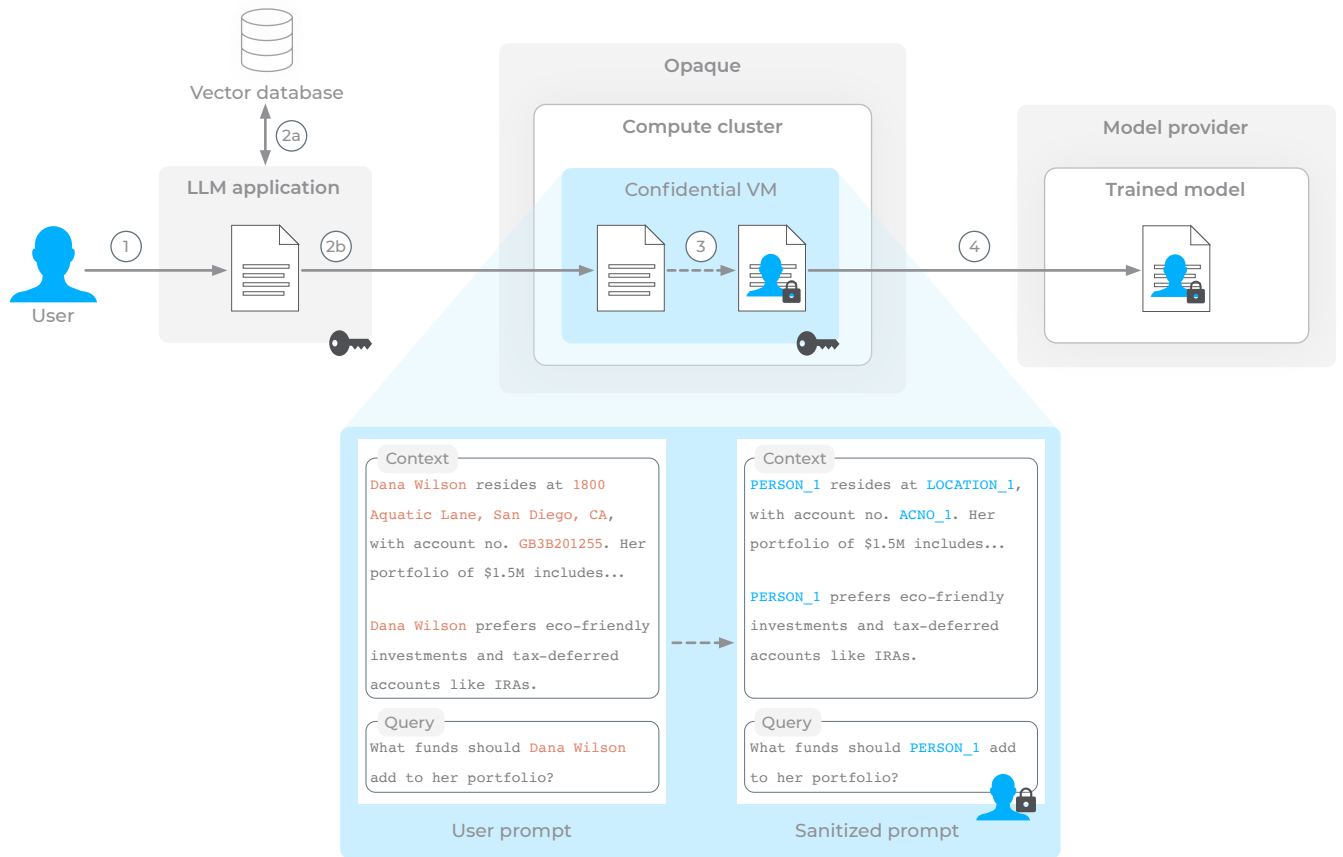 Vector database
2a
LLM application
1
2b
User
Opaque
Compute cluster
Confidential VM
3
4
Model provider
Trained model
Context
Dana Wilson resides at 1800
Aquatic Lane, San Diego, CA,
with account no. GB3B201255. Her
portfolio of $1.5M includes...
Dana Wilson prefers eco-friendly
investments and tax-deferred
accounts like IRAs.
Query
What funds should Dana Wilson
add to her portfolio?
User prompt
Context
PERSON_1 resides at LOCATION_1,
with account no. ACNO_1. Her
portfolio of $1.5M includes...
PERSON_1 prefers eco-friendly
investments and tax-deferred
accounts like IRAs.
Query
What funds should PERSON_1 add
to her portfolio?
Sanitized prompt